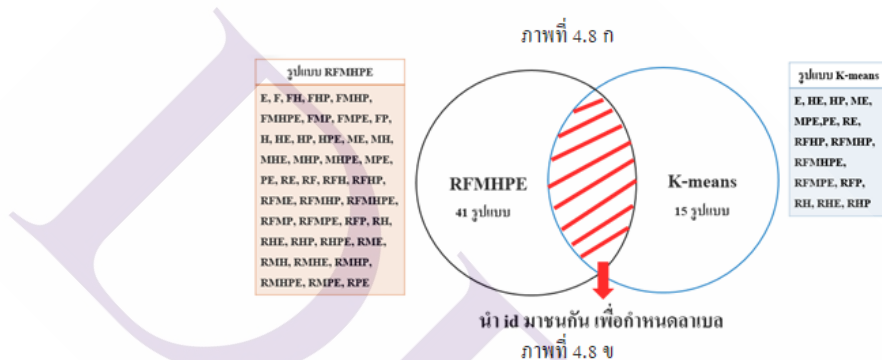 ภาพที่ 4.8 ก
รูปแบบ RFMHPE
E, F, FH, FHP, FMHP,
FMHPE, FMP, FMPE, FP,
H, HE, HP, HPE, ME, MH,
MHE, MHP, MHPE, MPE,
PE, RE, RF, RFH, RFHP,
RFME, RFMHP, RFMHPE,
RFMP, RFMPE, RFP, RH,
RHE, RHP, RHPE, RME,
RMH, RMHE, RMHP,
RMHPE, RMPE, RPE
RFMHPE
41 รูปแบบ
K-means
15 รูปแบบ
รูปแบบ K-means
E, HE, HP, ME,
MPE,PE, RE,
RFHP, RFMHP,
RFMHPE,
RFMPE, RFP,
RH, RHE, RHP
นำ id มาชนกัน เพื่อกำหนดลาเบล
ภาพที่ 4.8 ข